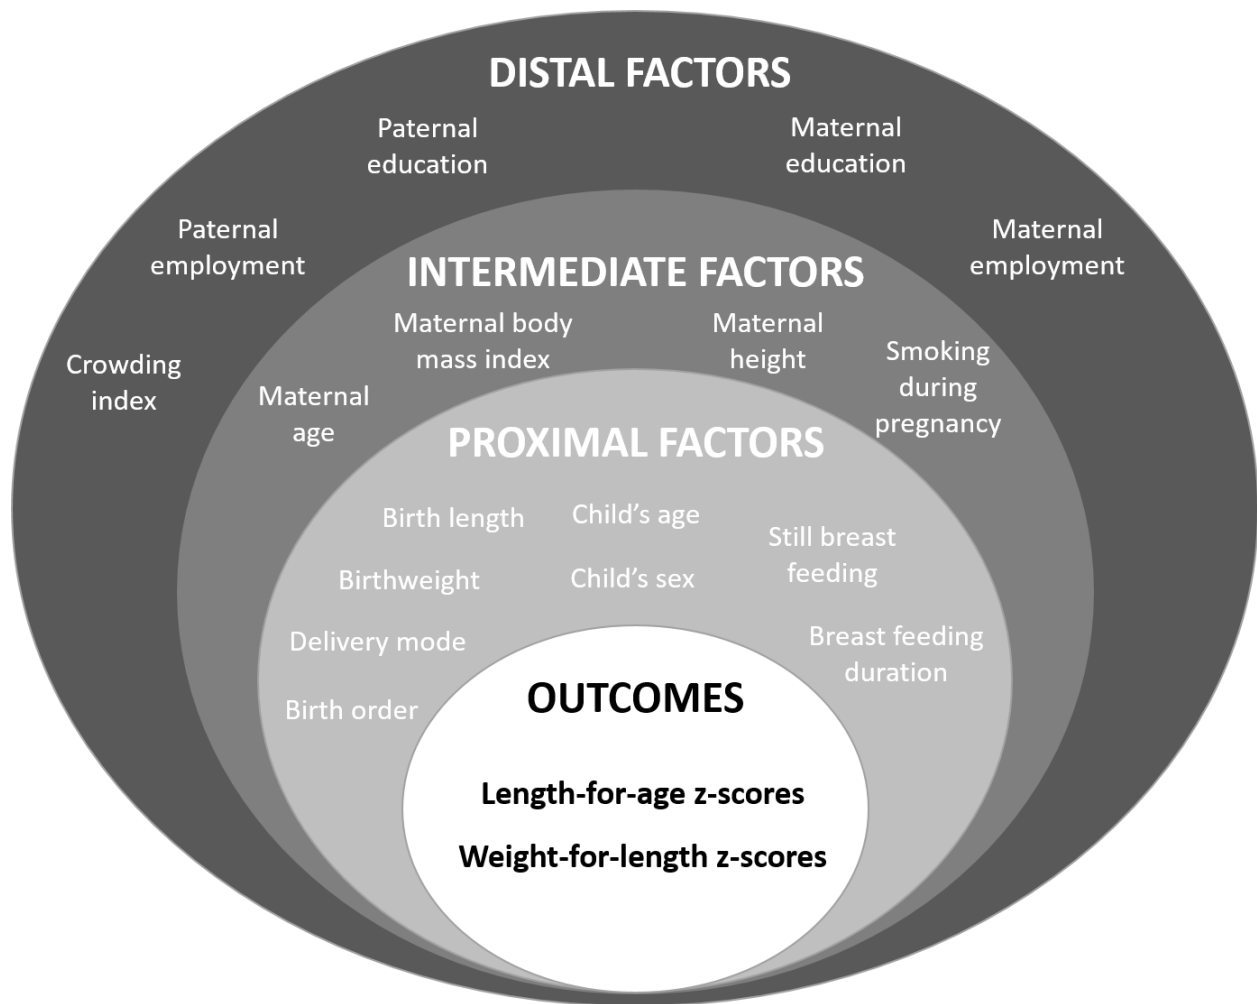 DISTAL FACTORS
Paternal
education
Maternal
education
Paternal
employment
Maternal
employment
Crowding
index
INTERMEDIATE FACTORS
Maternal body
mass index
Maternal
height
Smoking
during
pregnancy
Maternal
age
PROXIMAL FACTORS
Birth length
Child’s age
Still breast
feeding
Birthweight
Child’s sex
Delivery mode
Breast feeding
duration
Birth order
OUTCOMES
Length-for-age z-scores
Weight-for-length z-scores